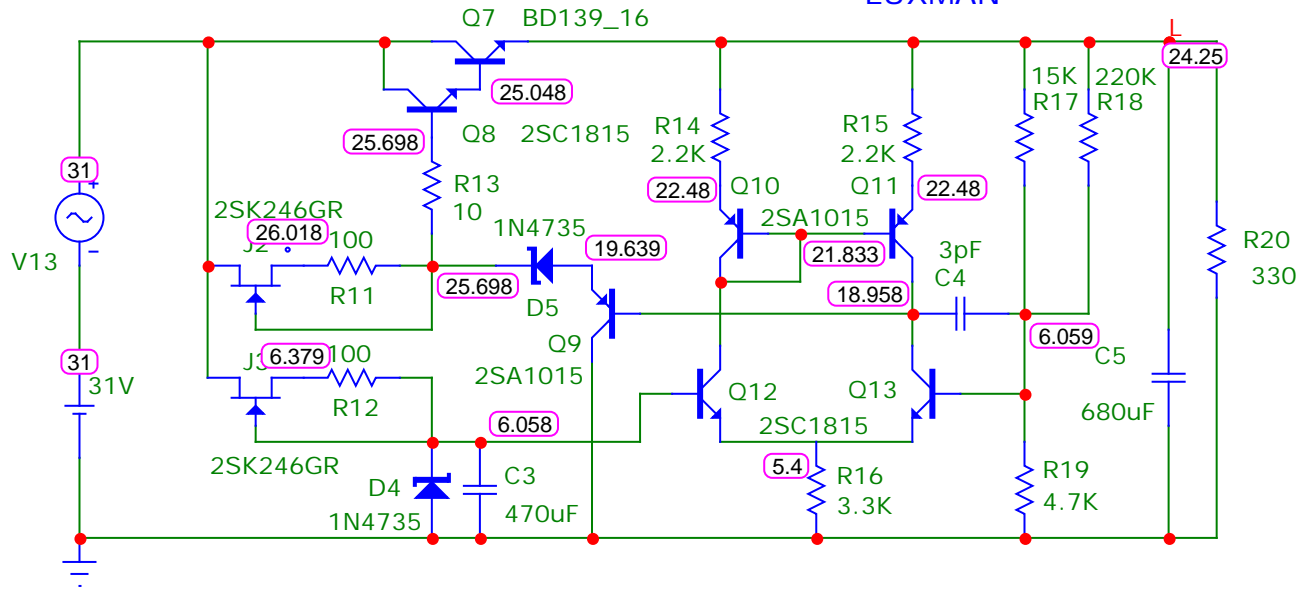 LUXMAN
Q7 BD139_16
L
24.25
25.048
15K 220K
R17 R18
25.698
Q8 2SC1815
R14
2.2K
R15
2.2K
31
+
R13
10
22.48
Q10
Q11
22.48
2SK246GR
1N4735
2SA1015
26.018
J2
100
19.639
21.833
3pF
C4
R20
330
V13
R11
25.698
D5
18.958
Q9
6.059
C5
31
31V
6.379
100
2SA1015
Q12
Q13
R12
6.058
2SC1815
680uF
2SK246GR
5.4
R16
3.3K
R19
4.7K
D4
C3
1N4735
470uF